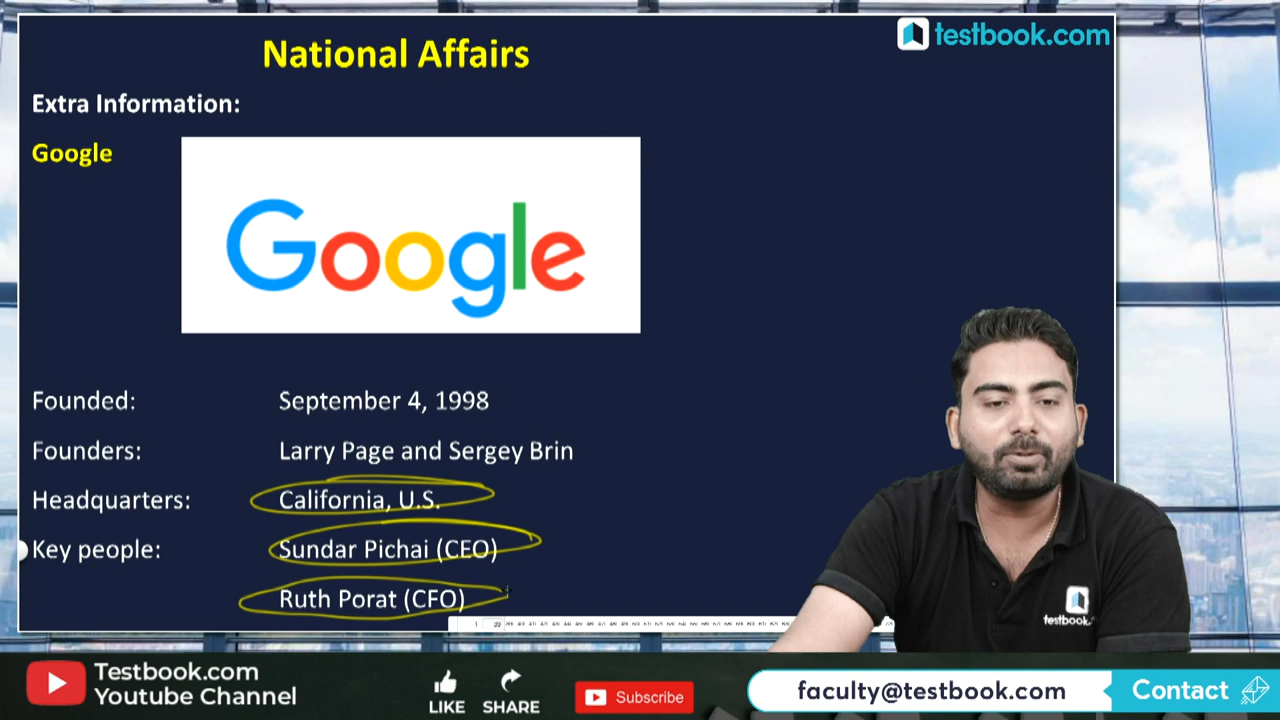 National Affairs
testbook.com
Extra Information:
Google
Google
Founded: September 4, 1998
Founders: Larry Page and Sergey Brin
Headquarters: California, U.S.
Key people: Sundar Pichai (CEO)
Ruth Porat (CFO)
testbook.
Testbook.com
Youtube Channel
LIKE
SHARE
Subscribe
faculty@testbook.com
Contact